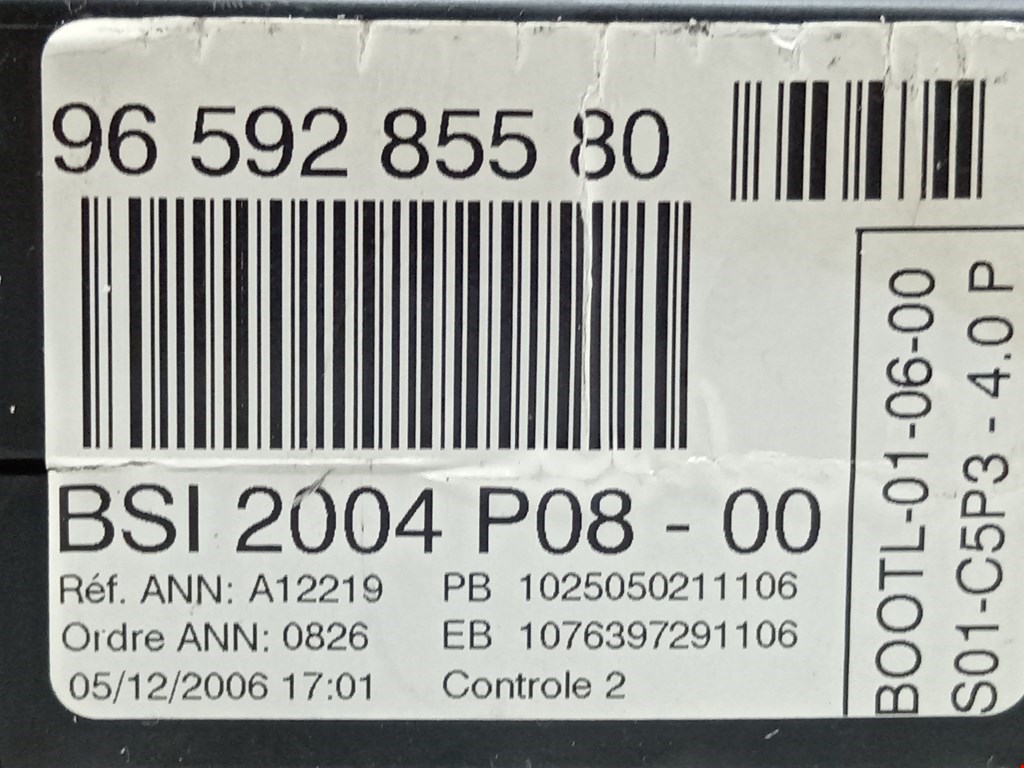 96 592 855 80
BSI 2004 P08 - 00
Réf. ANN: A12219 PB 1025050211106
Ordre ANN: 0826 EB 1076397291106
05/12/2006 17:01 Controle 2
BOOTL-01-06-00
S01-C5P3 - 4.0 P